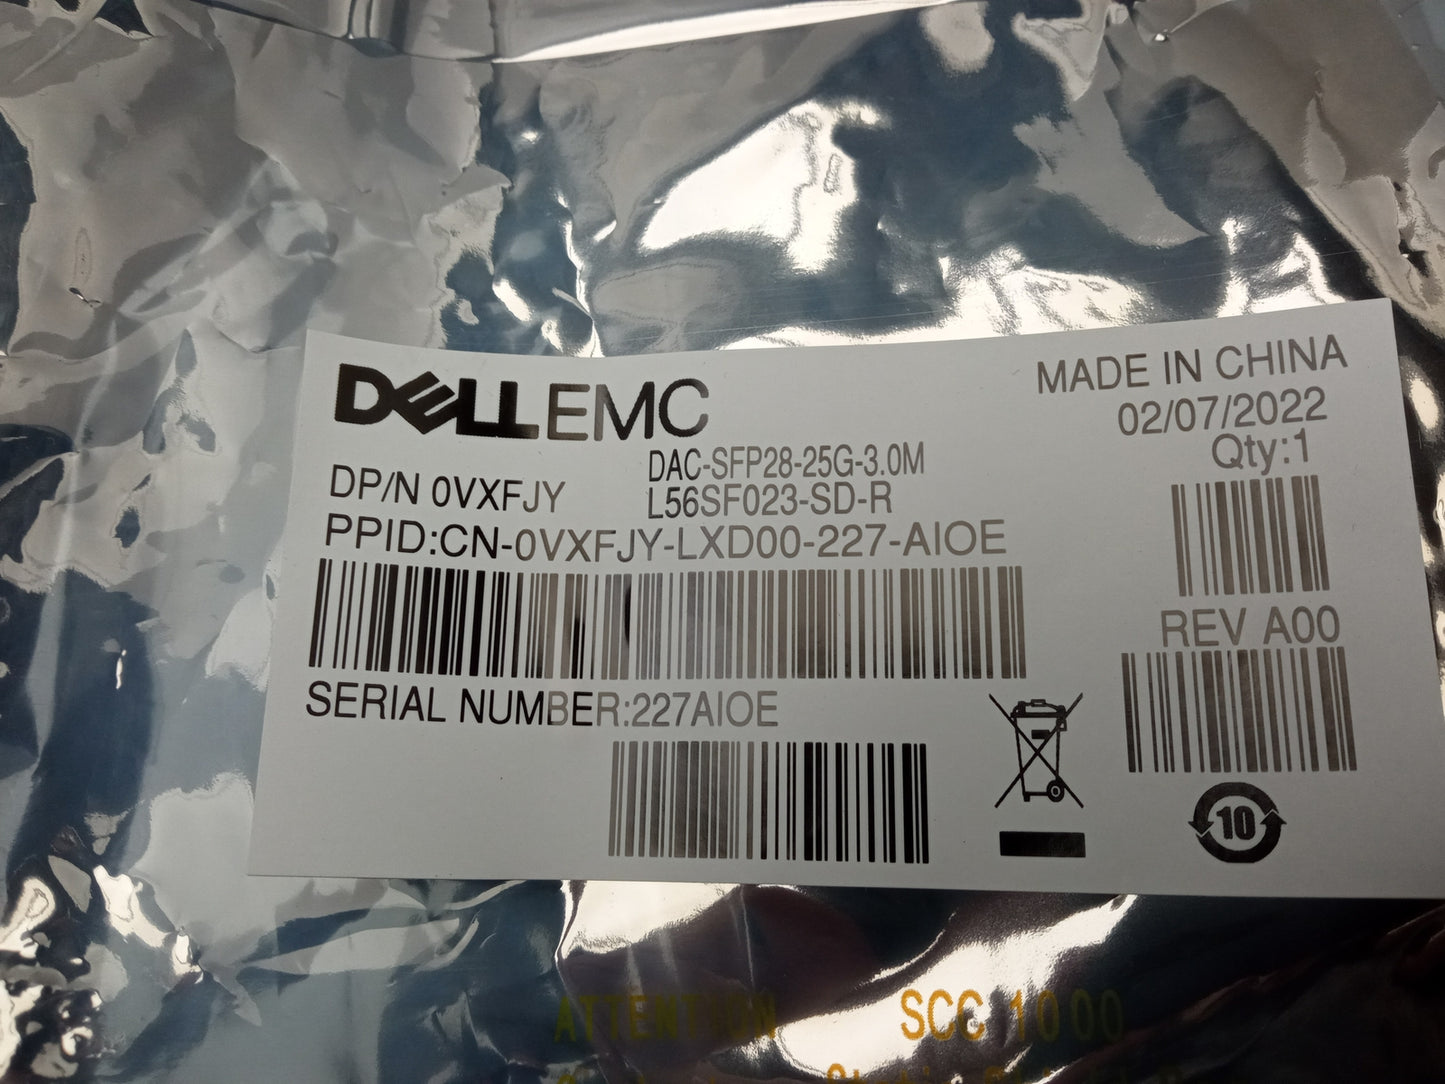 DELLEMC
MADE IN CHINA
02/07/2022
Qty:1
DAC-SFP28-25G-3.0M
DP/N 0VXFJY
L56SF023-SD-R
PPID:CN-0VXFJY-LXD00-227-AIOE
REV A00
SERIAL NUMBER:227AIOE
10
ATTENTION
SCC 1000